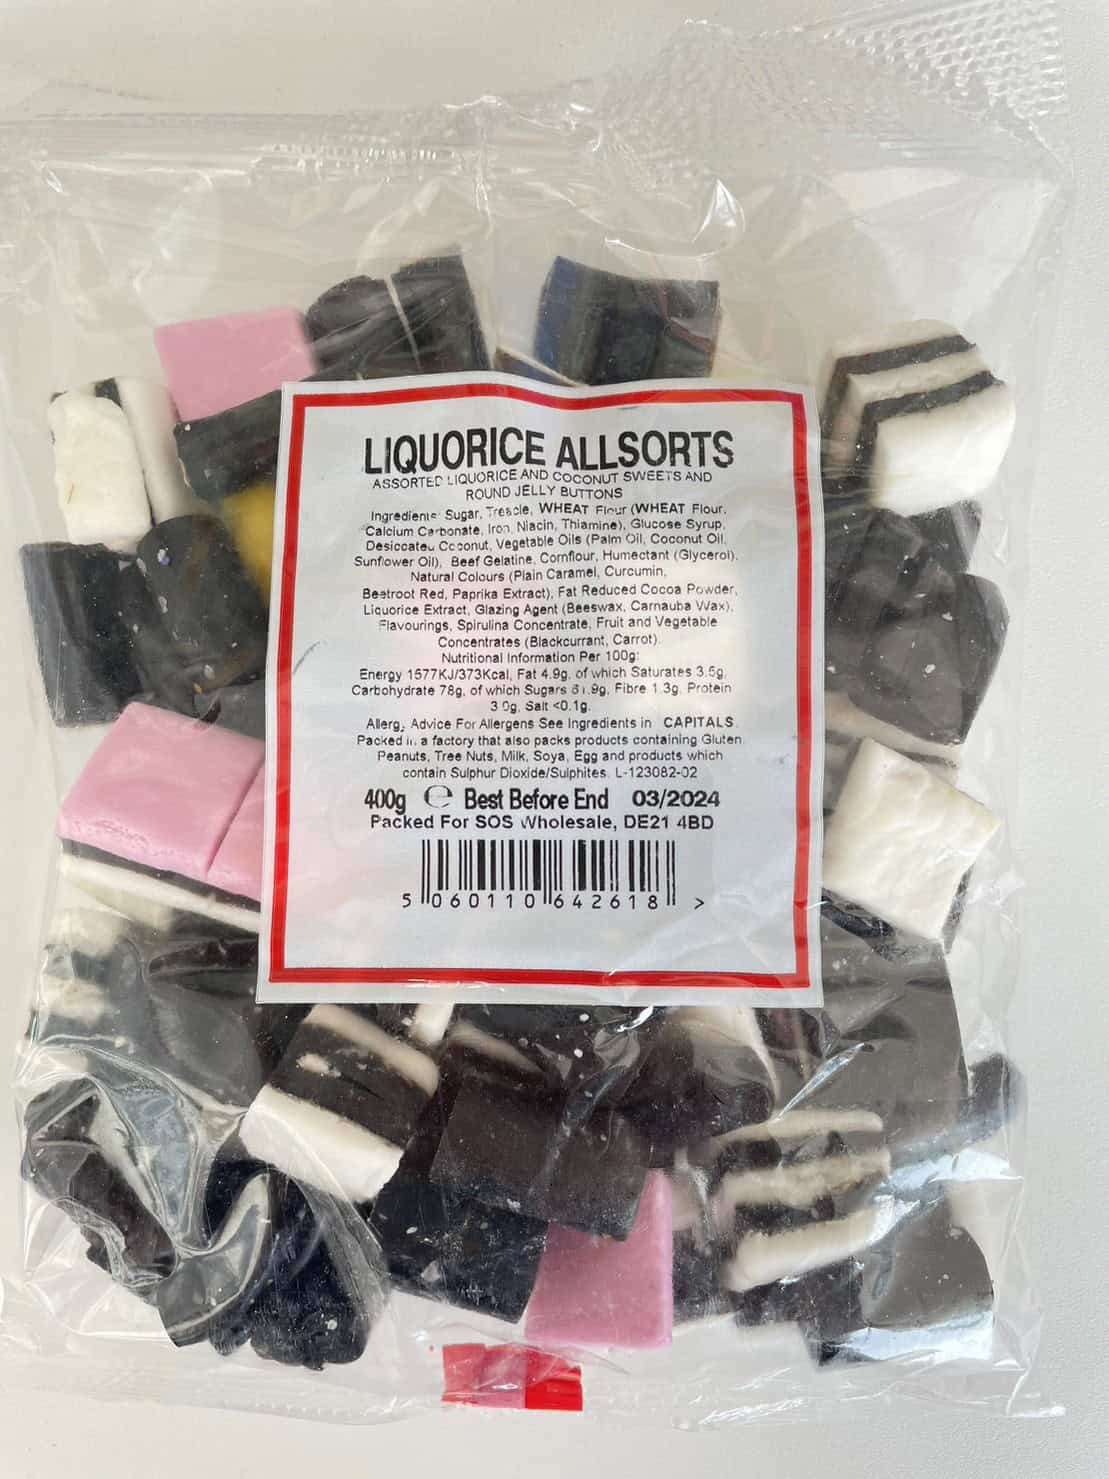 LIQUORICE ALLSORTS
ASSORTED LIQUORICE AND COCONUT SWEETS AND
ROUND JELLY BUTTONS
Ingredients Sugar, Treacle, WHEAT Flour (WHEAT Flour,
Calcium Carbonate, Iron, Niacin, Thiamine), Glucose Syrup,
Desiccated Coconut, Vegetable Oils (Palm Oil, Coconut Oil,
Sunflower Oil), Beef Gelatine, Cornflour, Humectant (Glycerol),
Natural Colours (Plain Caramel, Curcumin,
Beetroot Red, Paprika Extract), Fat Reduced Cocoa Powder,
Liquorice Extract, Glazing Agent (Beeswax, Carnauba Wax),
Flavourings, Spirulina Concentrate, Fruit and Vegetable
Concentrates (Blackcurrant, Carrot).
Nutritional Information Per 100g:
Energy 1577KJ/373Kcal, Fat 4.9g, of which Saturates 3.5g,
Carbohydrate 78g, of which Sugars 61.9g, Fibre 1.3g, Protein
3.0g, Salt <0.1g.
Allergy Advice For Allergens See Ingredients in CAPITALS.
Packed in a factory that also packs products containing Gluten,
Peanuts, Tree Nuts, Milk, Soya, Egg and products which
contain Sulphur Dioxide/Sulphites. L-123082-02
400g ℮ Best Before End 03/2024
Packed For SOS Wholesale, DE21 4BD
5 060110 642618 >